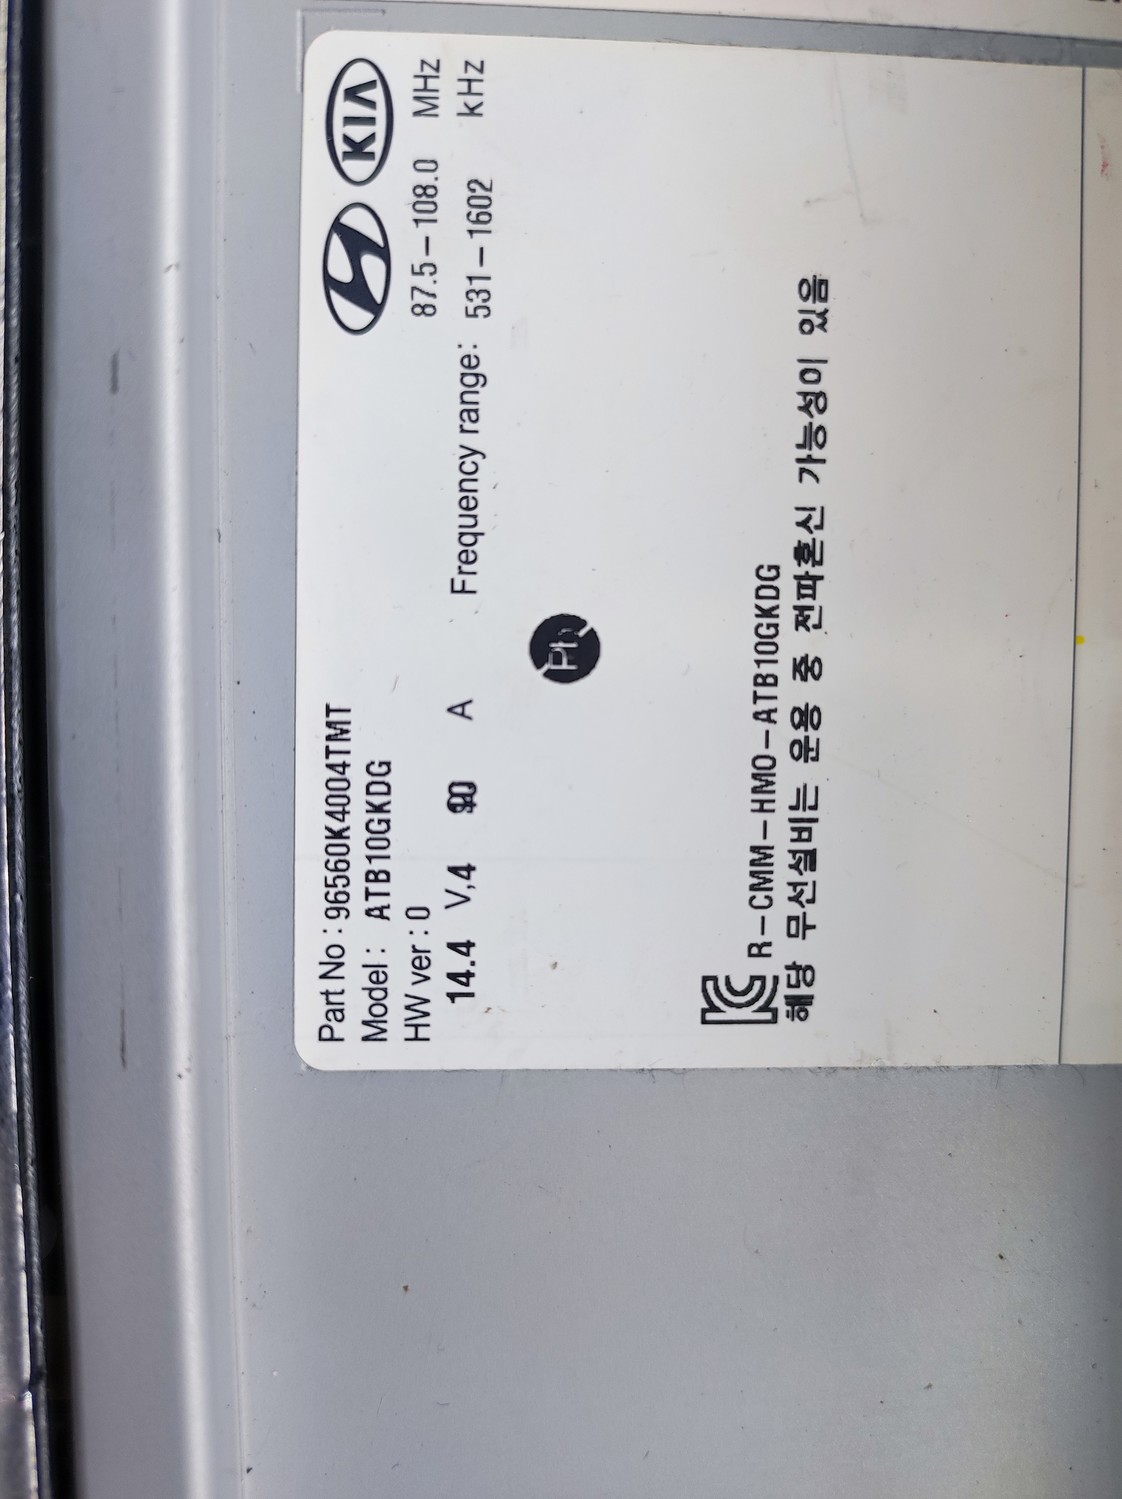 KIA
Part No : 96560K4004TMT
Model : ATB10GKDG
HW ver : 0
87.5-108.0 MHz
14.4 V,4 A Frequency range: 531-1602 kHz
Pb
R-CMM-HMO-ATB10GKDG
해당 무선설비는 운용 중 전파혼신 가능성이 있음